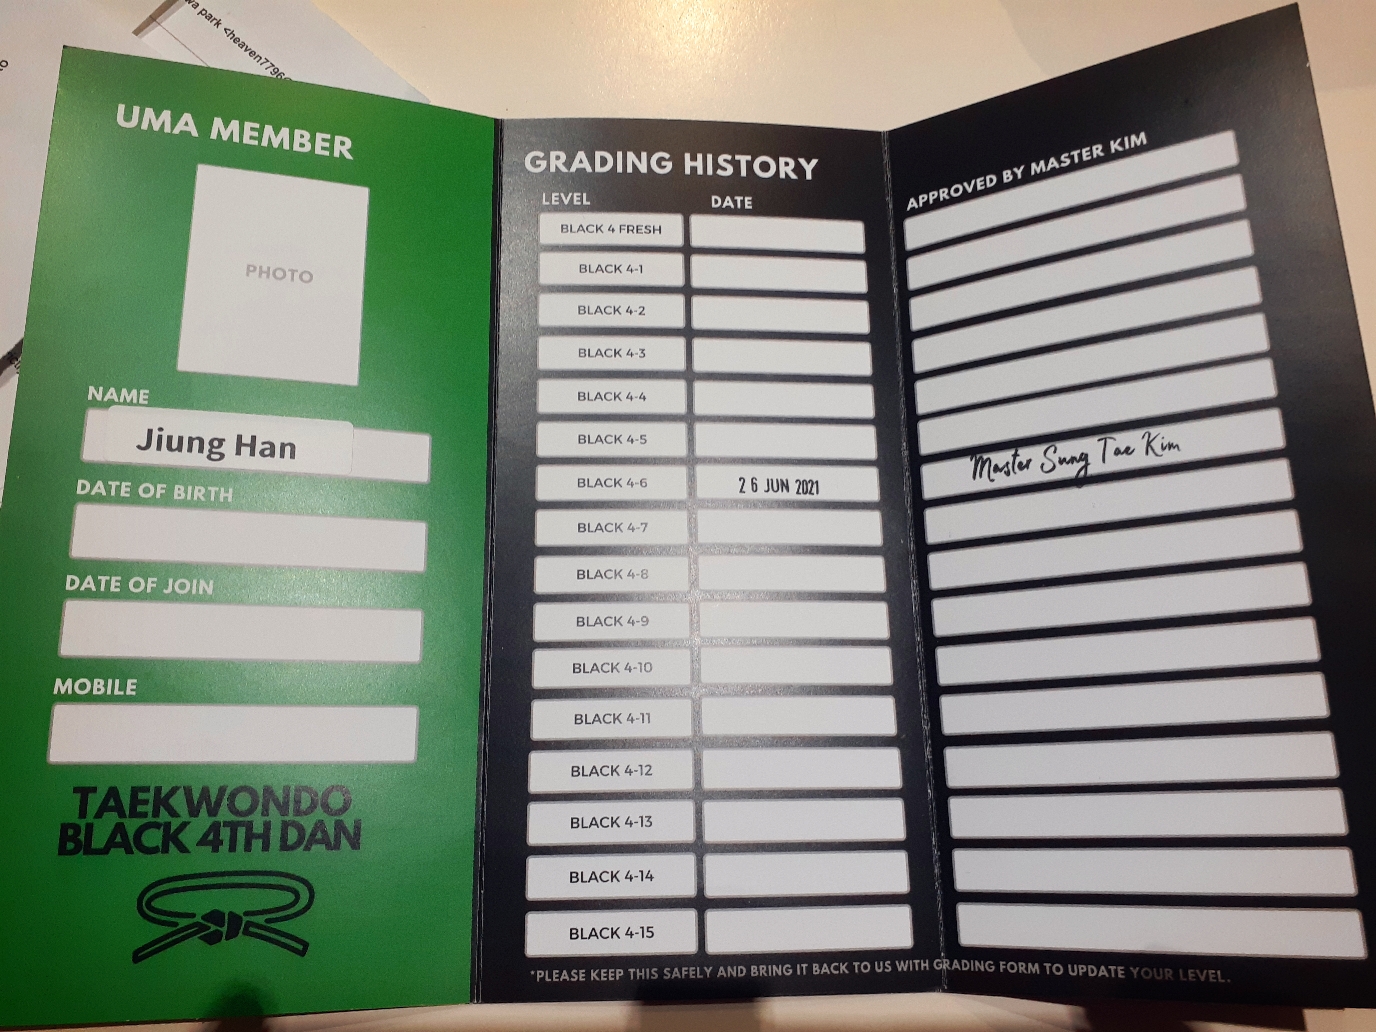 wa park <heaven7796
UMA MEMBER
PHOTO
NAME
Jiung Han
DATE OF BIRTH
DATE OF JOIN
MOBILE
TAEKWONDO
BLACK 4TH DAN
GRADING HISTORY
LEVEL DATE
BLACK 4 FRESH
BLACK 4-1
BLACK 4-2
BLACK 4-3
BLACK 4-4
BLACK 4-5
BLACK 4-6 26 JUN 2021
BLACK 4-7
BLACK 4-8
BLACK 4-9
BLACK 4-10
BLACK 4-11
BLACK 4-12
BLACK 4-13
BLACK 4-14
BLACK 4-15
APPROVED BY MASTER KIM
Master Sung Tae Kim
*PLEASE KEEP THIS SAFELY AND BRING IT BACK TO US WITH GRADING FORM TO UPDATE YOUR LEVEL.